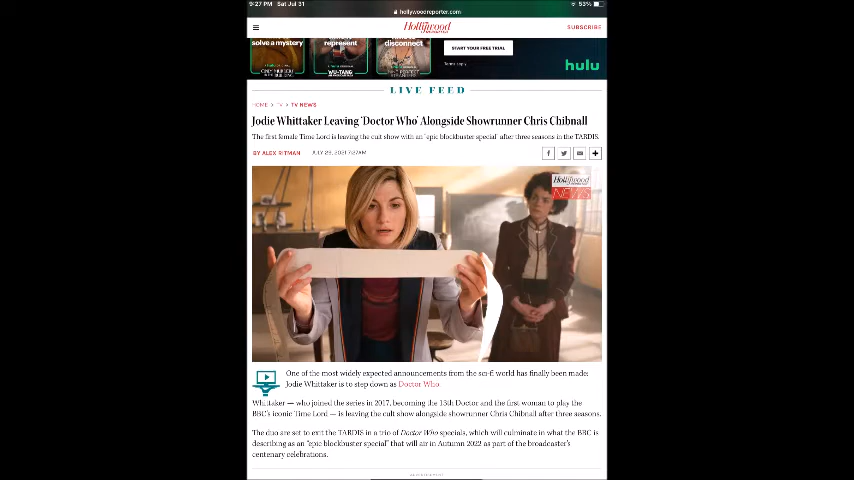 9:27 PM Sat Jul 31
53%
hollywoodreporter.com
Hollywood
SUBSCRIBE
solve a mystery
represent
disconnect
START YOUR FREE TRIAL
Terms apply
WU-TANG
hulu
LIVE FEED
HOME > TV > TV NEWS
Jodie Whittaker Leaving 'Doctor Who' Alongside Showrunner Chris Chibnall
The first female Time Lord is leaving the cult show with an "epic blockbuster special" after three seasons in the TARDIS.
BY ALEX RITMAN JULY 29, 2021 7:27AM
Hollywood
NEWS
One of the most widely expected announcements from the sci-fi world has finally been made:
Jodie Whittaker is to step down as Doctor Who.
Whittaker — who joined the series in 2017, becoming the 13th Doctor and the first woman to play the
BBC's iconic Time Lord — is leaving the cult show alongside showrunner Chris Chibnall after three seasons.
The duo are set to exit the TARDIS in a trio of Doctor Who specials, which will culminate in what the BBC is
describing as an "epic blockbuster special" that will air in Autumn 2022 as part of the broadcaster's
centenary celebrations.
ADVERTISEMENT